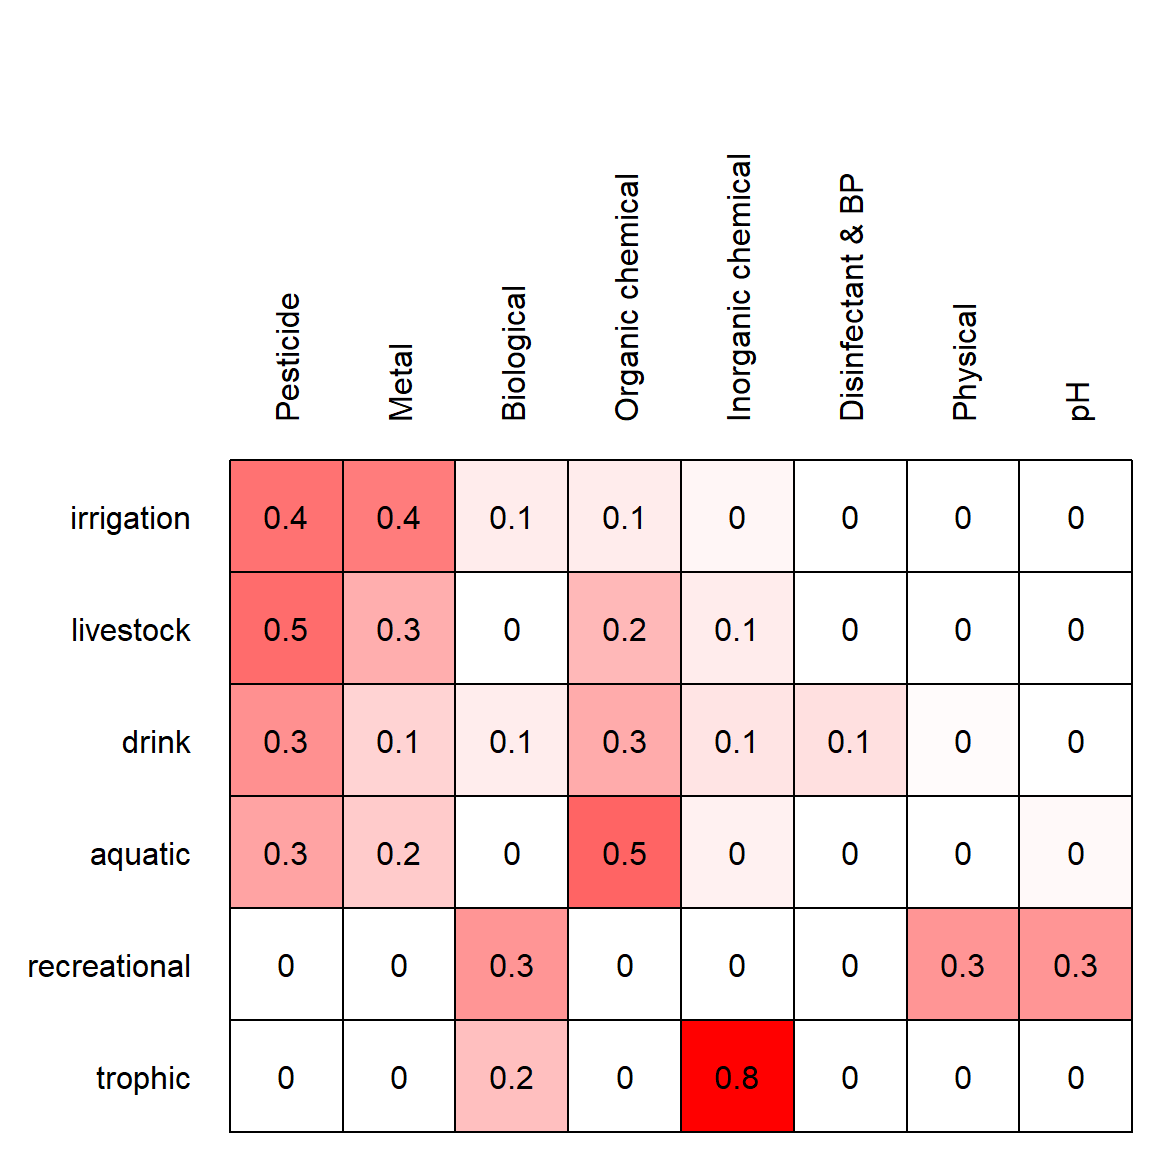 Pesticide
Metal
Biological
Organic chemical
Inorganic chemical
Disinfectant & BP
Physical
pH
irrigation 0.4 0.4 0.1 0.1 0 0 0 0
livestock 0.5 0.3 0 0.2 0.1 0 0 0
drink 0.3 0.1 0.1 0.3 0.1 0.1 0 0
aquatic 0.3 0.2 0 0.5 0 0 0 0
recreational 0 0 0.3 0 0 0 0.3 0.3
trophic 0 0 0.2 0 0.8 0 0 0